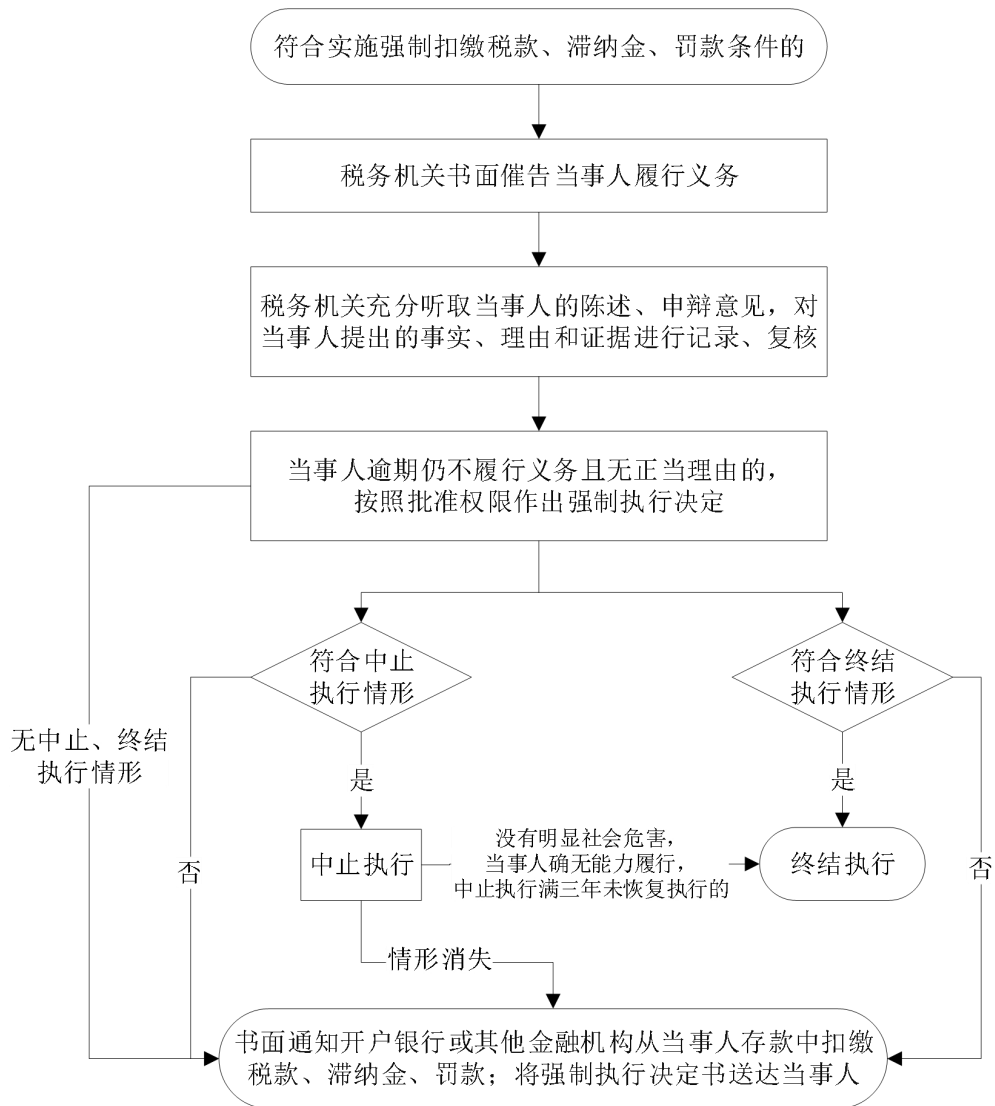 符合实施强制扣缴税款、滞纳金、罚款条件的
税务机关书面催告当事人履行义务
税务机关充分听取当事人的陈述、申辩意见，对
当事人提出的事实、理由和证据进行记录、复核
当事人逾期仍不履行义务且无正当理由的，
按照批准权限作出强制执行决定
符合中止
执行情形
符合终结
执行情形
无中止、终结
执行情形
是
是
否
中止执行
没有明显社会危害，
当事人确无能力履行，
中止执行满三年未恢复执行的
终结执行
否
情形消失
书面通知开户银行或其他金融机构从当事人存款中扣缴
税款、滞纳金、罚款；将强制执行决定书送达当事人